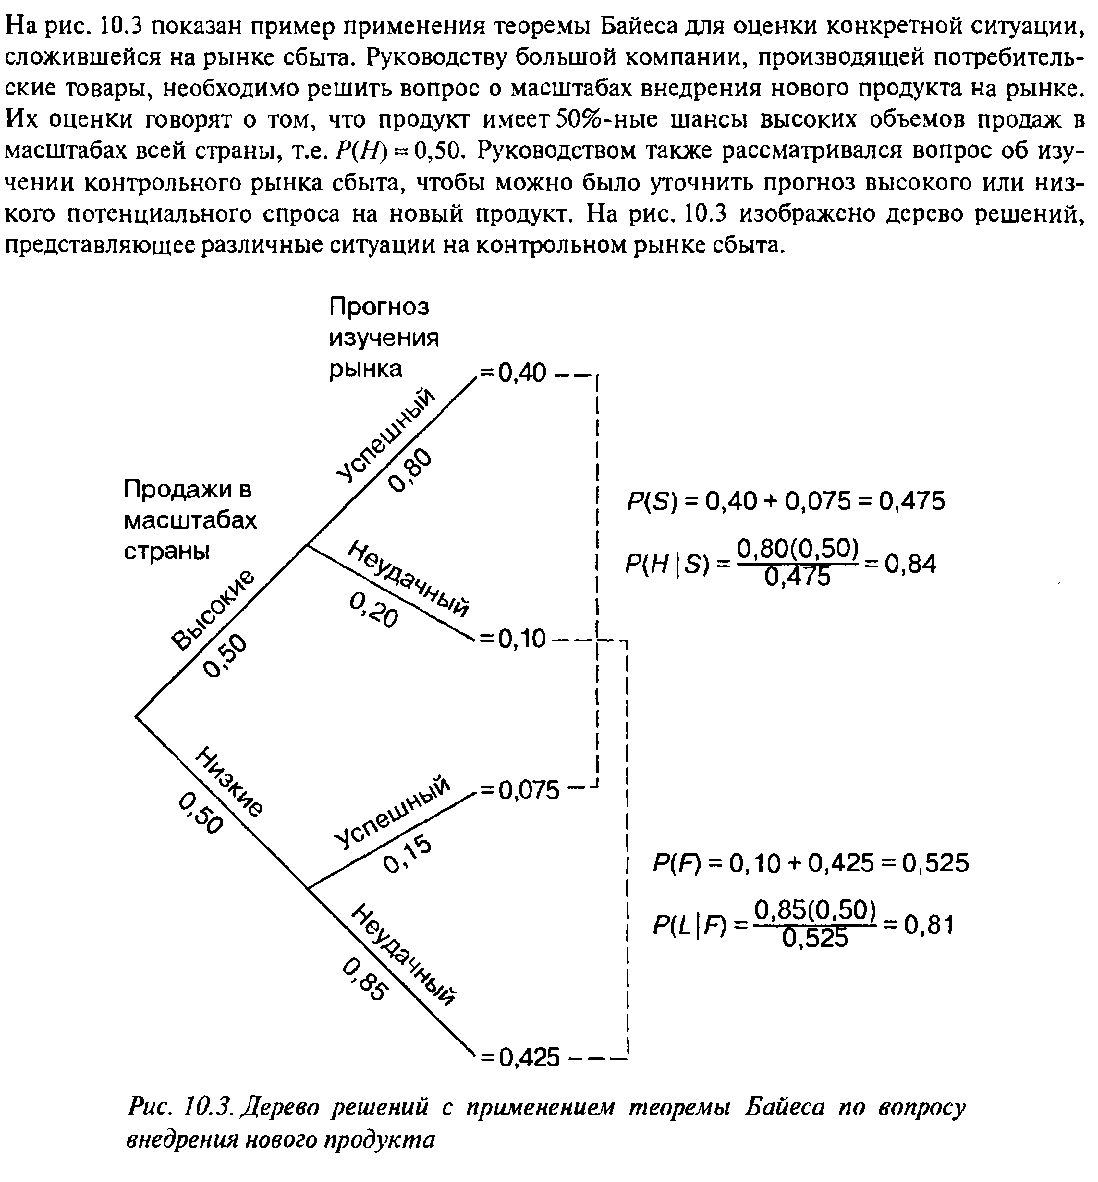 На рис. 10.3 показан пример применения теоремы Байеса для оценки конкретной ситуации,
сложившейся на рынке сбыта. Руководству большой компании, производящей потребитель-
ские товары, необходимо решить вопрос о масштабах внедрения нового продукта на рынке.
Их оценки говорят о том, что продукт имеет 50%-ные шансы высоких объемов продаж в
масштабах всей страны, т.е. P(H) = 0,50. Руководством также рассматривался вопрос об изу-
чении контрольного рынка сбыта, чтобы можно было уточнить прогноз высокого или низ-
кого потенциального спроса на новый продукт. На рис. 10.3 изображено дерево решений,
представляющее различные ситуации на контрольном рынке сбыта.
Прогноз
изучения
рынка
= 0,40
Успешный
0,80
Продажи в
масштабах
страны
P(S) = 0,40 + 0,075 = 0,475
P(H|S) = 0,80(0,50) / 0,475 = 0,84
Неудачный
0,20
= 0,10
Высокие
0,50
Низкие
0,50
Успешный
0,15
= 0,075
P(F) = 0,10 + 0,425 = 0,525
P(L|F) = 0,85(0,50) / 0,525 = 0,81
Неудачный
0,85
= 0,425
Рис. 10.3. Дерево решений с применением теоремы Байеса по вопросу
внедрения нового продукта